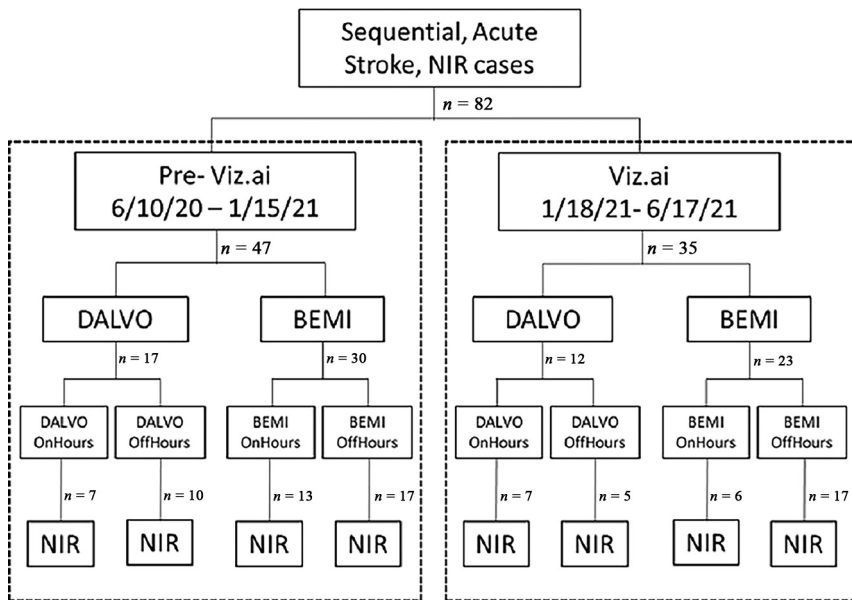 Sequential, Acute
Stroke, NIR cases
n = 82
Pre- Viz.ai
6/10/20 – 1/15/21
Viz.ai
1/18/21- 6/17/21
n = 47
n = 35
DALVO
BEMI
DALVO
BEMI
n = 17
n = 30
n = 12
n = 23
DALVO
OnHours
DALVO
OffHours
BEMI
OnHours
BEMI
OffHours
DALVO
OnHours
DALVO
OffHours
BEMI
OnHours
BEMI
OffHours
n = 7
n = 10
n = 13
n = 17
n = 7
n = 5
n = 6
n = 17
NIR
NIR
NIR
NIR
NIR
NIR
NIR
NIR